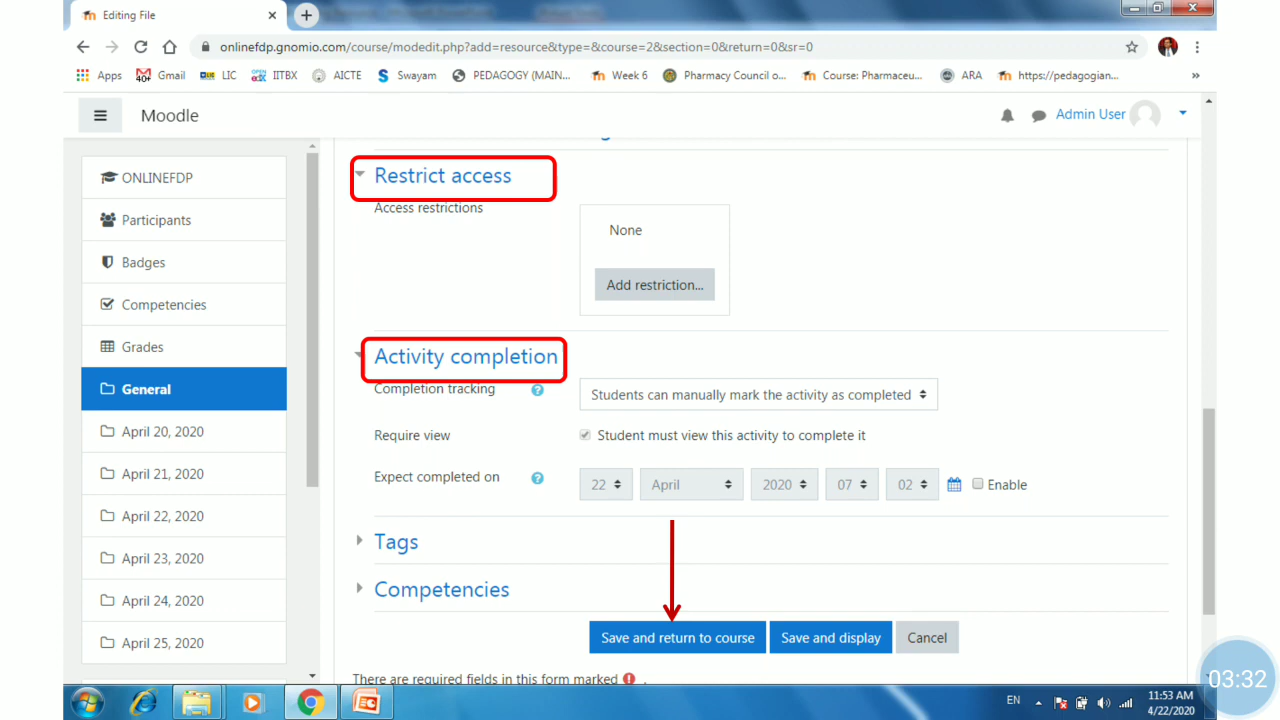 Editing File
onlinefdp.gnomio.com/course/modedit.php?add=resource&type=&course=2&section=0&return=0&sr=0
Apps Gmail LIC IITBX AICTE Swayam PEDAGOGY (MAIN... Week 6 Pharmacy Council o... Course: Pharmaceu... ARA https://pedagogian... »
Moodle
Admin User
ONLINEFDP
Participants
Badges
Competencies
Grades
General
April 20, 2020
April 21, 2020
April 22, 2020
April 23, 2020
April 24, 2020
April 25, 2020
Restrict access
Access restrictions
None
Add restriction...
Activity completion
Completion tracking
Students can manually mark the activity as completed
Require view
Student must view this activity to complete it
Expect completed on
22 April 2020 07 02 Enable
Tags
Competencies
Save and return to course Save and display Cancel
There are required fields in this form marked .
03:32
EN
11:53 AM
4/22/2020